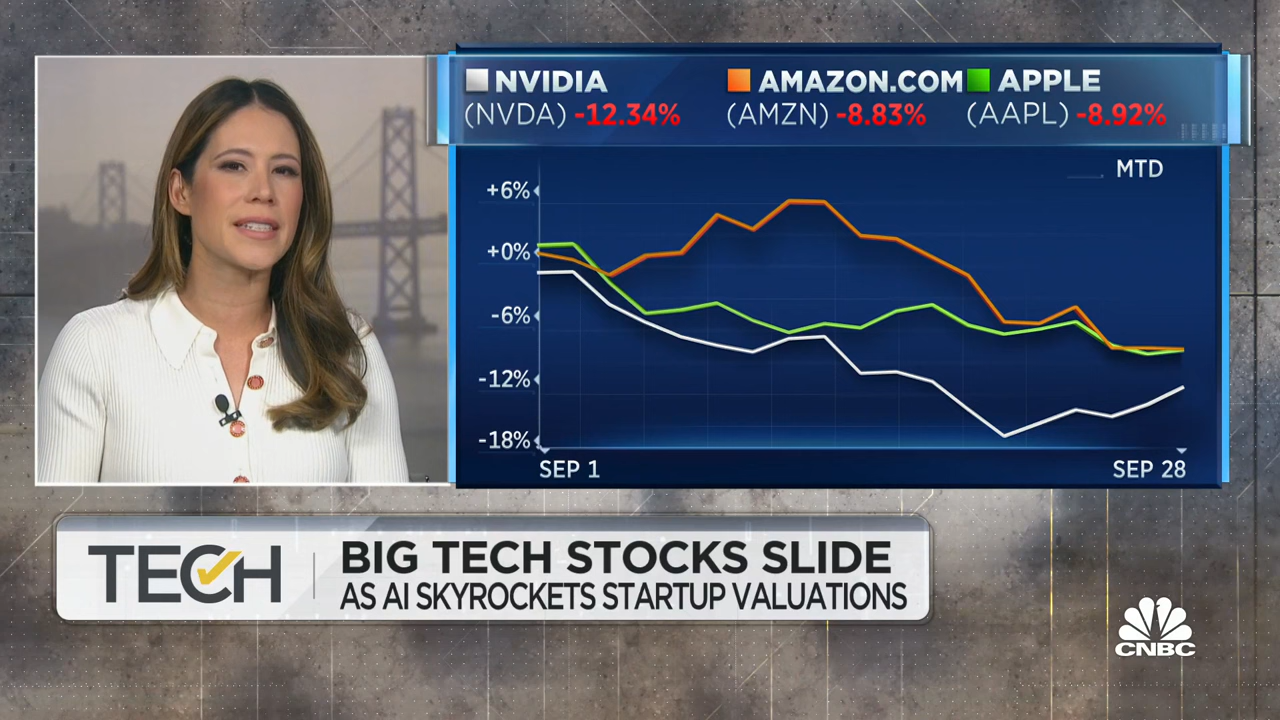 NVIDIA
(NVDA) -12.34%
AMAZON.COM
(AMZN) -8.83%
APPLE
(AAPL) -8.92%
MTD
+6%
+0%
-6%
-12%
-18%
SEP 1
SEP 28
TECH
BIG TECH STOCKS SLIDE
AS AI SKYROCKETS STARTUP VALUATIONS
CNBC